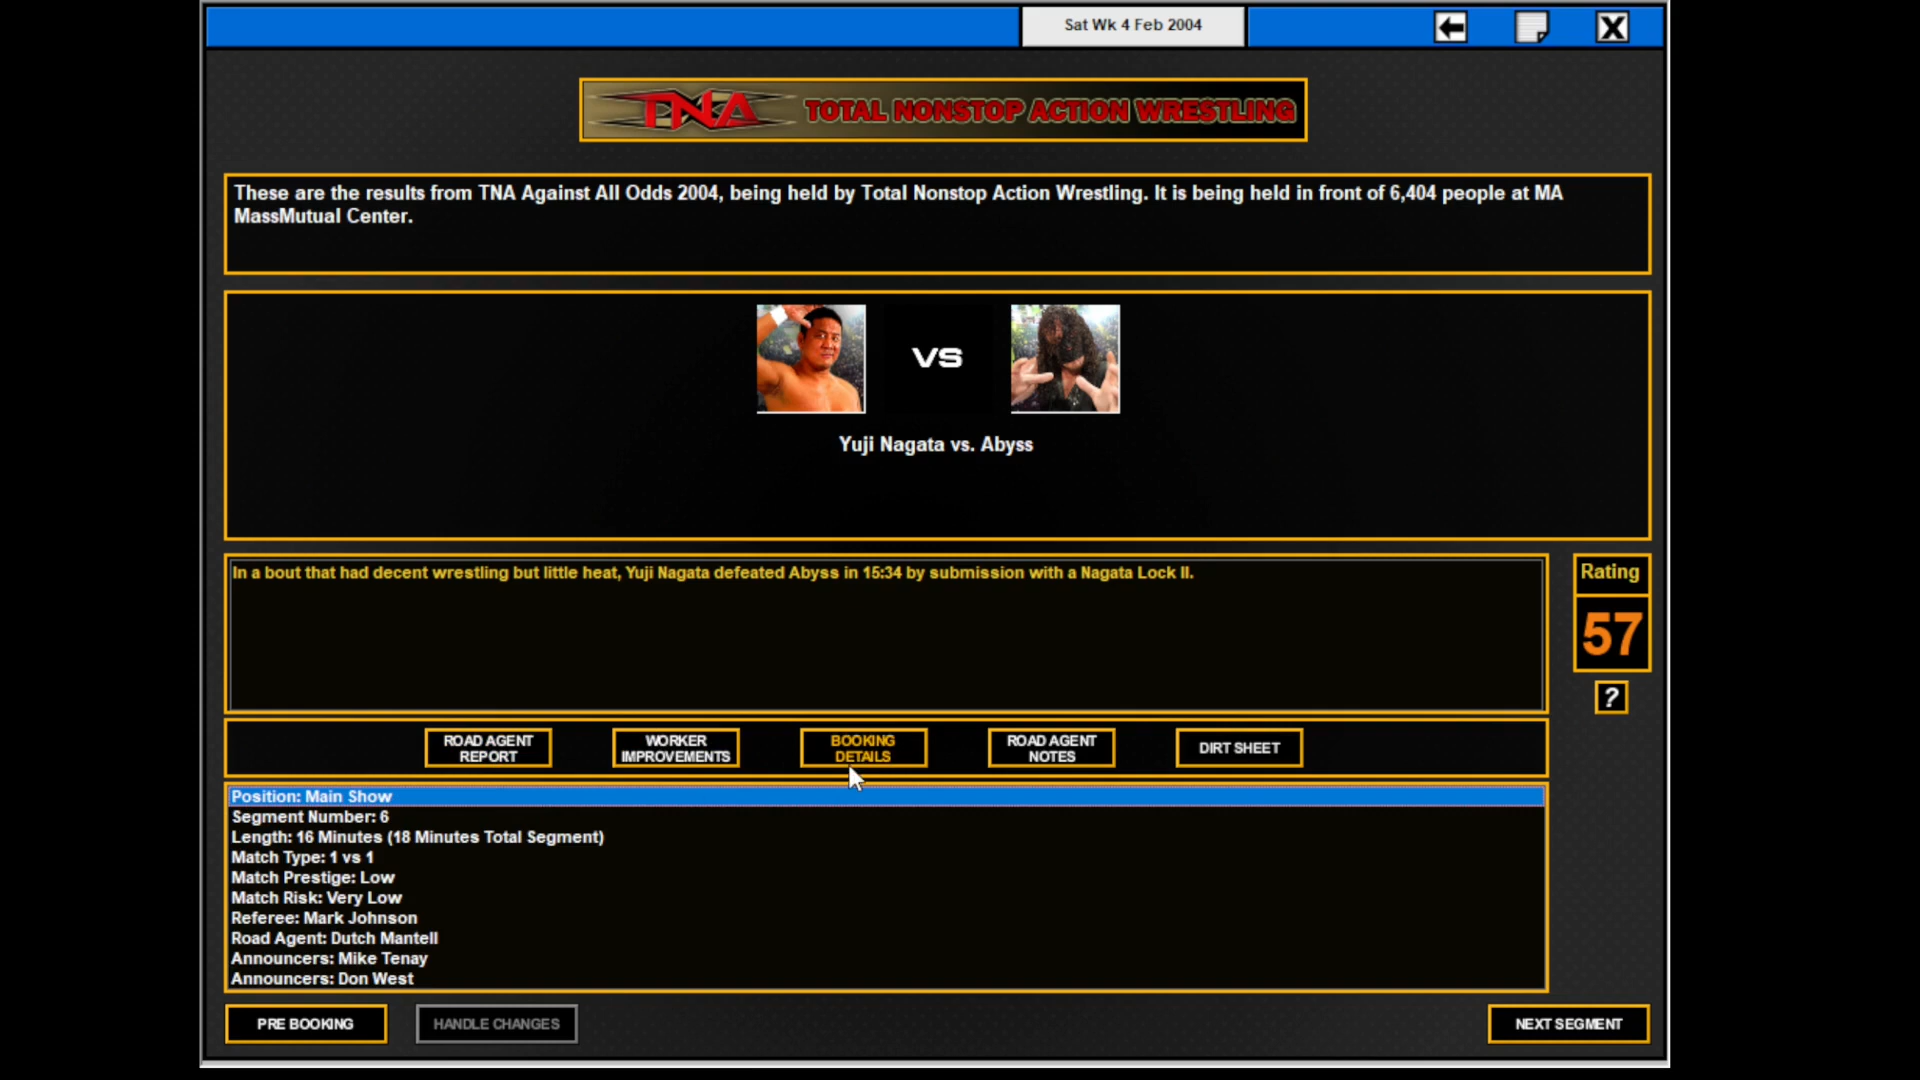 Sat Wk 4 Feb 2004
TNA TOTAL NONSTOP ACTION WRESTLING
These are the results from TNA Against All Odds 2004, being held by Total Nonstop Action Wrestling. It is being held in front of 6,404 people at MA
MassMutual Center.
VS
Yuji Nagata vs. Abyss
In a bout that had decent wrestling but little heat, Yuji Nagata defeated Abyss in 15:34 by submission with a Nagata Lock II.
Rating
57
?
ROAD AGENT
REPORT
WORKER
IMPROVEMENTS
BOOKING
DETAILS
ROAD AGENT
NOTES
DIRT SHEET
Position: Main Show
Segment Number: 6
Length: 16 Minutes (18 Minutes Total Segment)
Match Type: 1 vs 1
Match Prestige: Low
Match Risk: Very Low
Referee: Mark Johnson
Road Agent: Dutch Mantell
Announcers: Mike Tenay
Announcers: Don West
PRE BOOKING
HANDLE CHANGES
NEXT SEGMENT